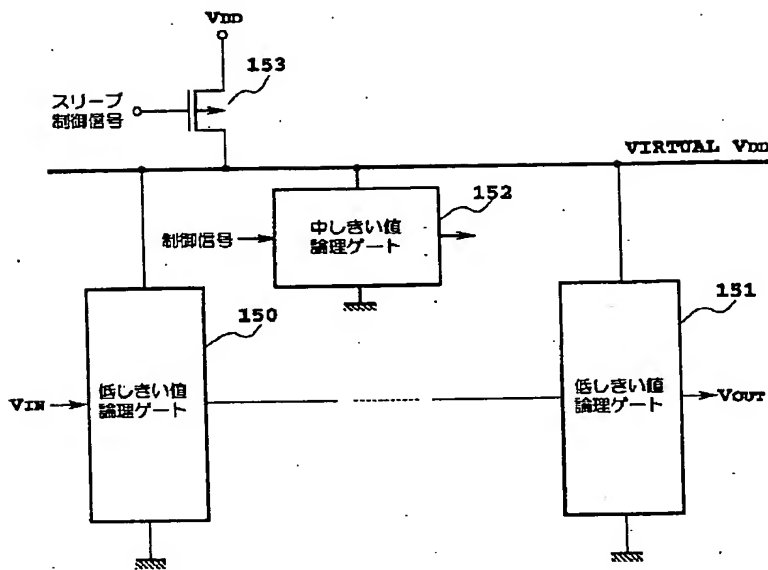 VDD
153
スリープ
制御信号
VIRTUAL VDD
152
制御信号
中しきい値
論理ゲート
150
151
VIN
低しきい値
論理ゲート
低しきい値
論理ゲート
VOUT